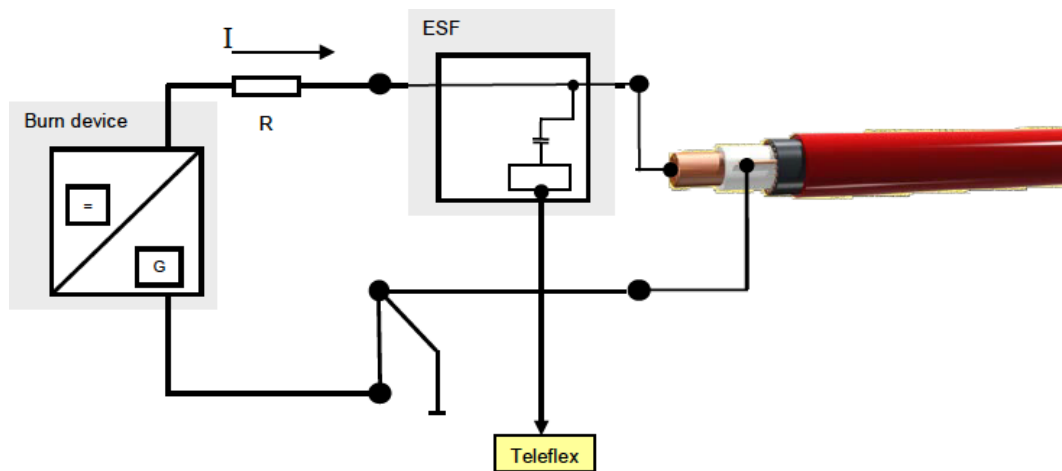 I
ESF
R
Burn device
=
G
Teleflex